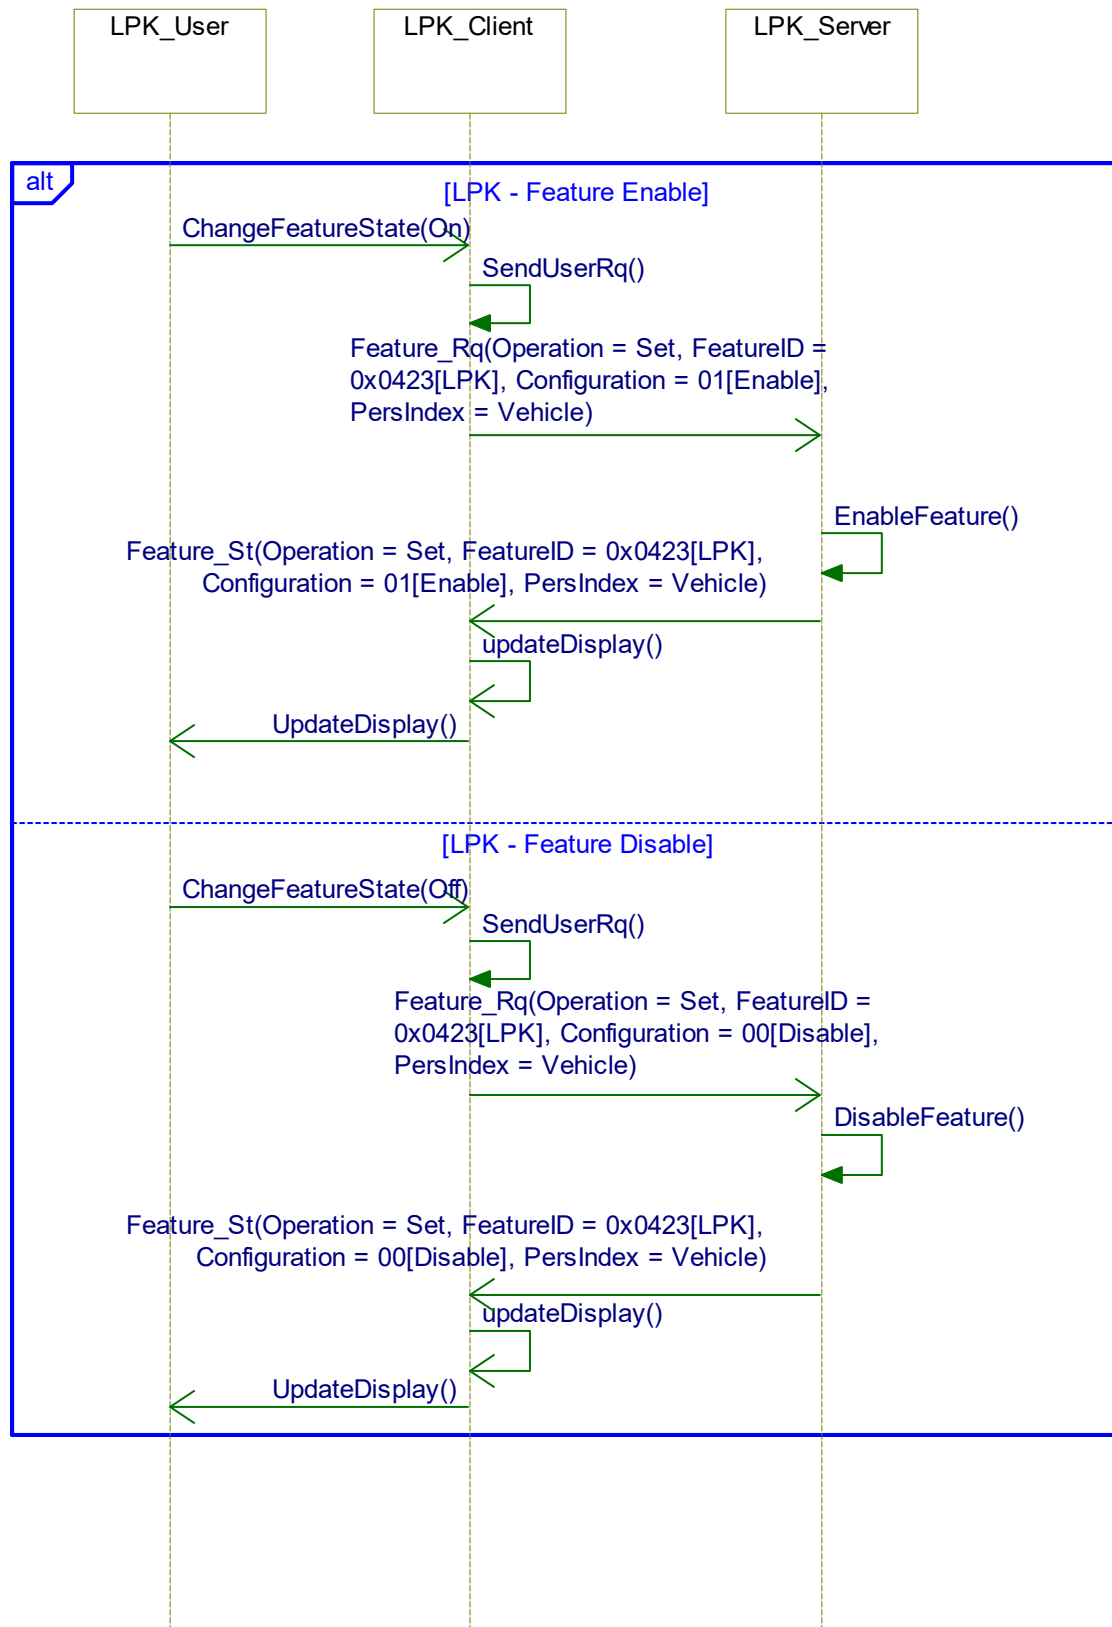 LPK_User
LPK_Client
LPK_Server
alt
[LPK - Feature Enable]
ChangeFeatureState(On)
SendUserRq()
Feature_Rq(Operation = Set, FeatureID =
0x0423[LPK], Configuration = 01[Enable],
PersIndex = Vehicle)
EnableFeature()
Feature_St(Operation = Set, FeatureID = 0x0423[LPK],
Configuration = 01[Enable], PersIndex = Vehicle)
updateDisplay()
UpdateDisplay()
[LPK - Feature Disable]
ChangeFeatureState(Off)
SendUserRq()
Feature_Rq(Operation = Set, FeatureID =
0x0423[LPK], Configuration = 00[Disable],
PersIndex = Vehicle)
DisableFeature()
Feature_St(Operation = Set, FeatureID = 0x0423[LPK],
Configuration = 00[Disable], PersIndex = Vehicle)
updateDisplay()
UpdateDisplay()